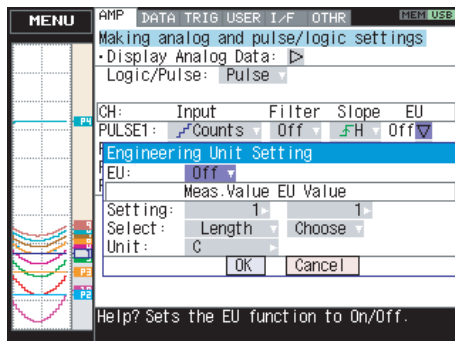 MENU AMP DATA TRIG USER I/F OTHR MEM USB
Making analog and pulse/logic settings
・Display Analog Data:
Logic/Pulse: Pulse
CH: Input Filter Slope EU
PULSE1: Counts Off H Off
Engineering Unit Setting
EU: Off
Meas.Value EU Value
Setting: 1 1
Select: Length Choose
Unit: C
OK Cancel
P4
P3
P2
Help? Sets the EU function to On/Off.